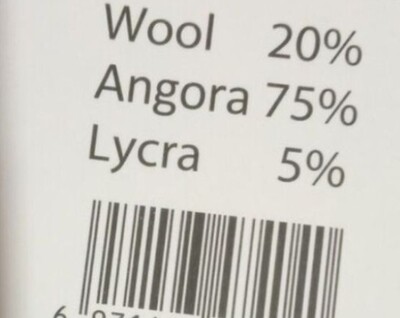 Wool 20%
Angora 75%
Lycra 5%